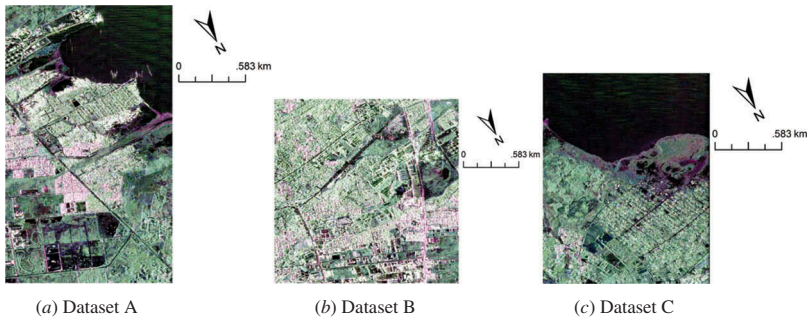 N
0 .583 km
N
0 .583 km
N
0 .583 km
(a) Dataset A
(b) Dataset B
(c) Dataset C